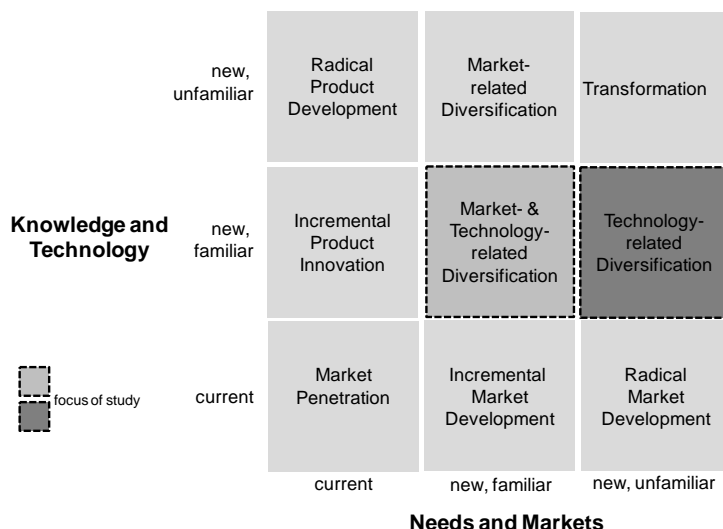 new,
unfamiliar
Radical
Product
Development
Market-
related
Diversification
Transformation
Knowledge and
Technology
new,
familiar
Incremental
Product
Innovation
Market- &
Technology-
related
Diversification
Technology-
related
Diversification
focus of study
current
Market
Penetration
Incremental
Market
Development
Radical
Market
Development
current
new, familiar
new, unfamiliar
Needs and Markets